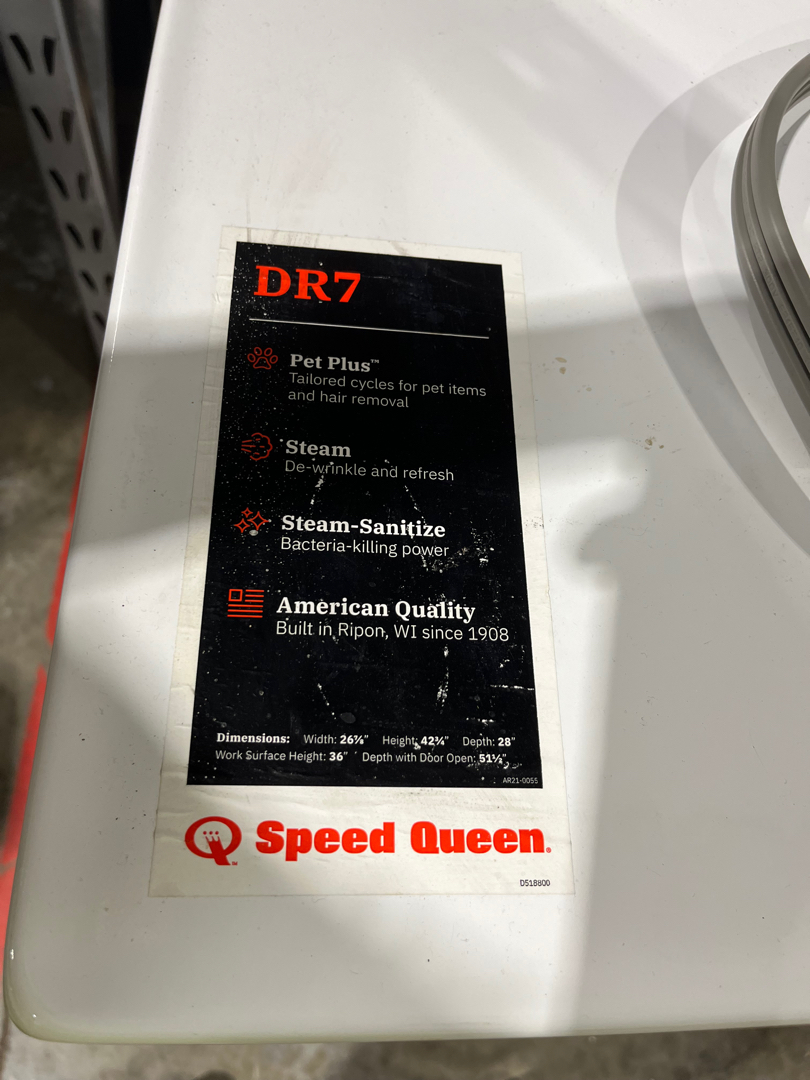 DR7
Pet Plus™
Tailored cycles for pet items
and hair removal
Steam
De-wrinkle and refresh
Steam-Sanitize
Bacteria-killing power
American Quality
Built in Ripon, WI since 1908
Dimensions: Width: 26⅞" Height: 42¾" Depth: 28"
Work Surface Height: 36" Depth with Door Open: 51½"
AR21-0055
Speed Queen®
D518800